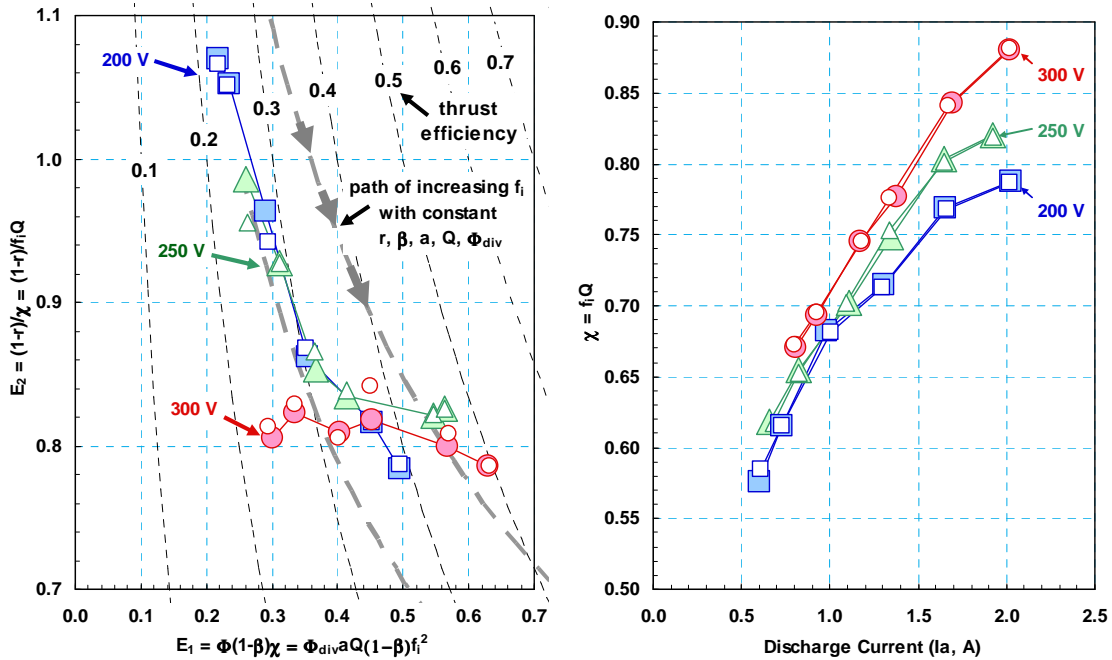 1.1
1.0
0.9
0.8
0.7
E₂ = (1-r)/χ = (1-r)/fᵢQ
200 V
250 V
300 V
0.1
0.2
0.3
0.4
0.5
0.6
0.7
thrust
efficiency
path of increasing fᵢ
with constant
r, β, a, Q, Φdiv
0.0 0.1 0.2 0.3 0.4 0.5 0.6 0.7
E₁ = Φ(1-β)χ = ΦdivaQ(1−β)fᵢ²
0.90
0.85
0.80
0.75
0.70
0.65
0.60
0.55
0.50
χ = fᵢQ
300 V
250 V
200 V
0.0 0.5 1.0 1.5 2.0 2.5
Discharge Current (Ia, A)